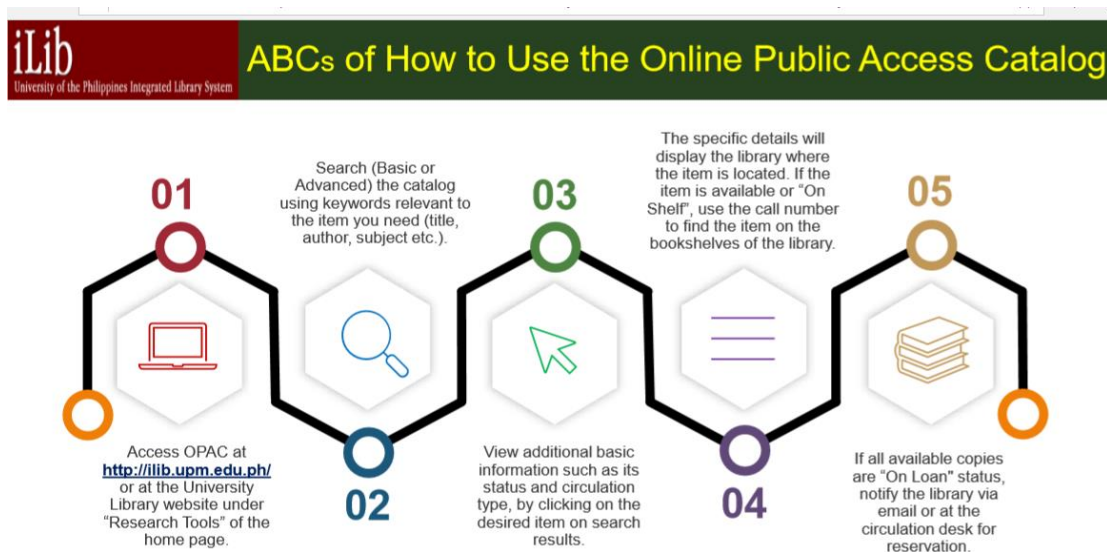 iLib
University of the Philippines Integrated Library System
ABCs of How to Use the Online Public Access Catalog
01
Access OPAC at
http://ilib.upm.edu.ph/
or at the University
Library website under
“Research Tools” of the
home page.
Search (Basic or
Advanced) the catalog
using keywords relevant to
the item you need (title,
author, subject etc.).
02
03
View additional basic
information such as its
status and circulation
type, by clicking on the
desired item on search
results.
The specific details will
display the library where
the item is located. If the
item is available or “On
Shelf”, use the call number
to find the item on the
bookshelves of the library.
04
05
If all available copies
are “On Loan" status,
notify the library via
email or at the
circulation desk for
reservation.